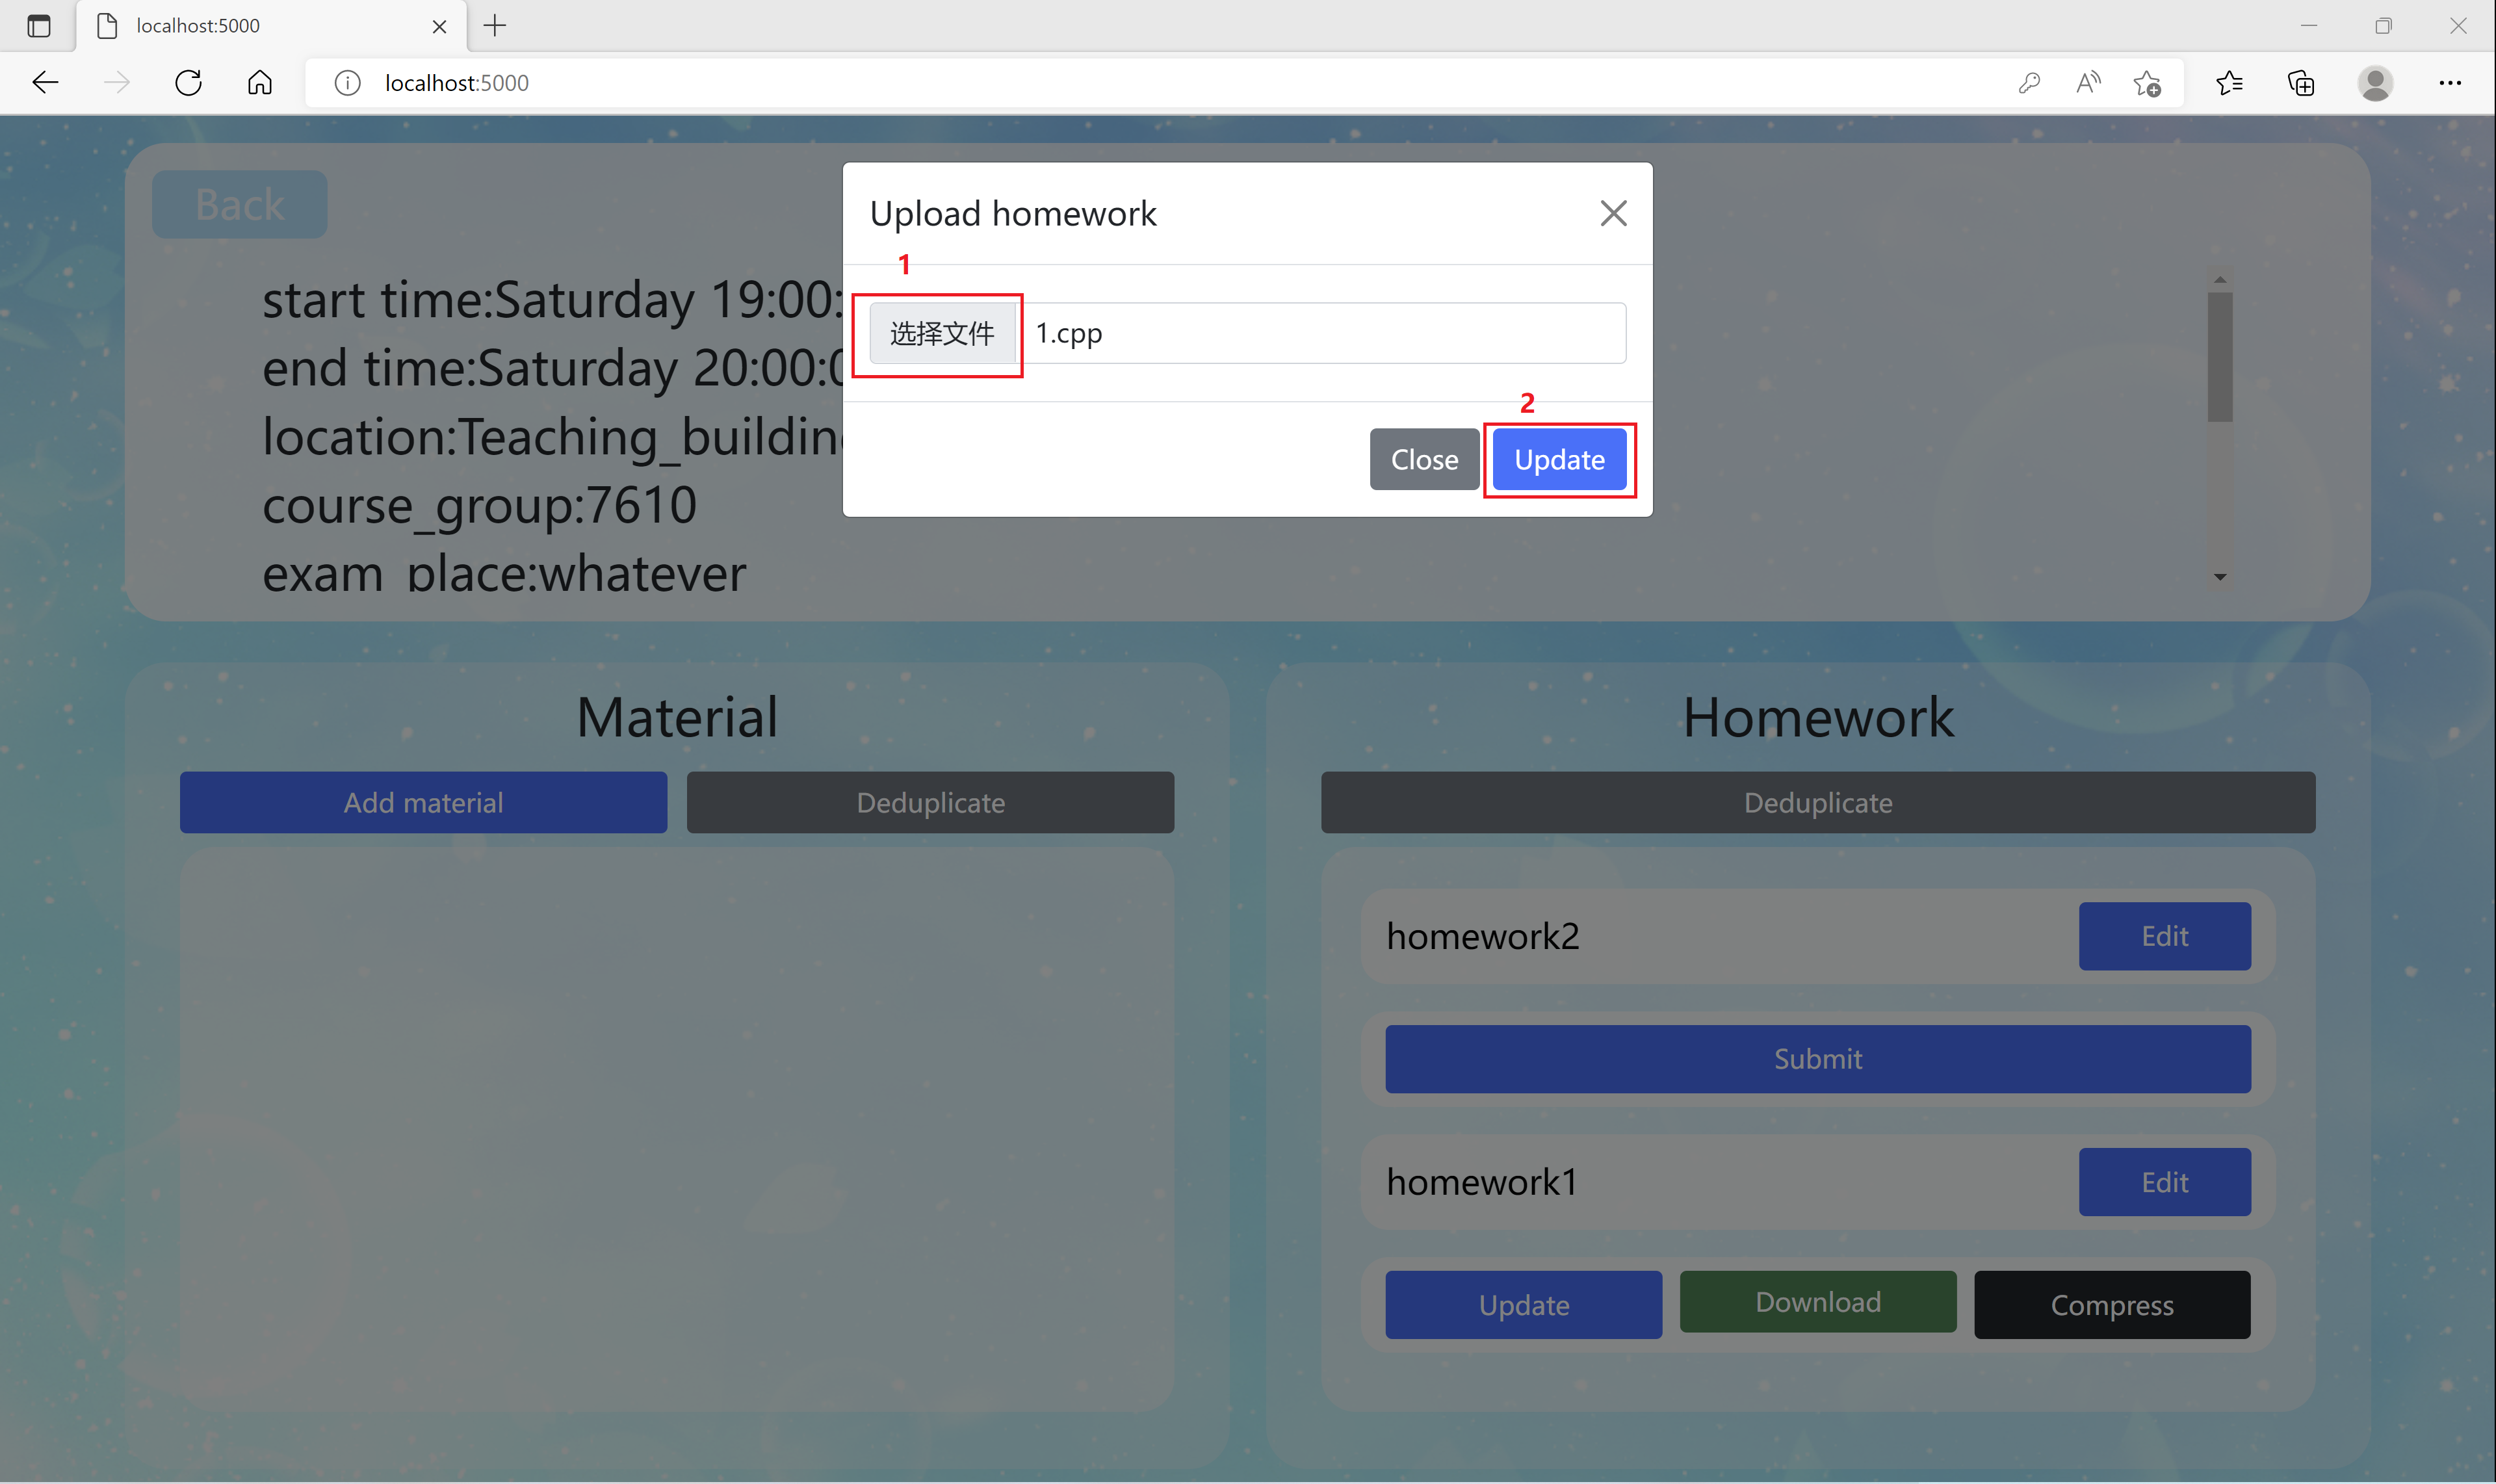 localhost:5000
localhost:5000
Back
Upload homework
1
选择文件 1.cpp
2
Close Update
start time:Saturday 19:00:
end time:Saturday 20:00:
location:Teaching_building
course_group:7610
exam_place:whatever
Material
Add material Deduplicate
Homework
Deduplicate
homework2 Edit
Submit
homework1 Edit
Update Download Compress